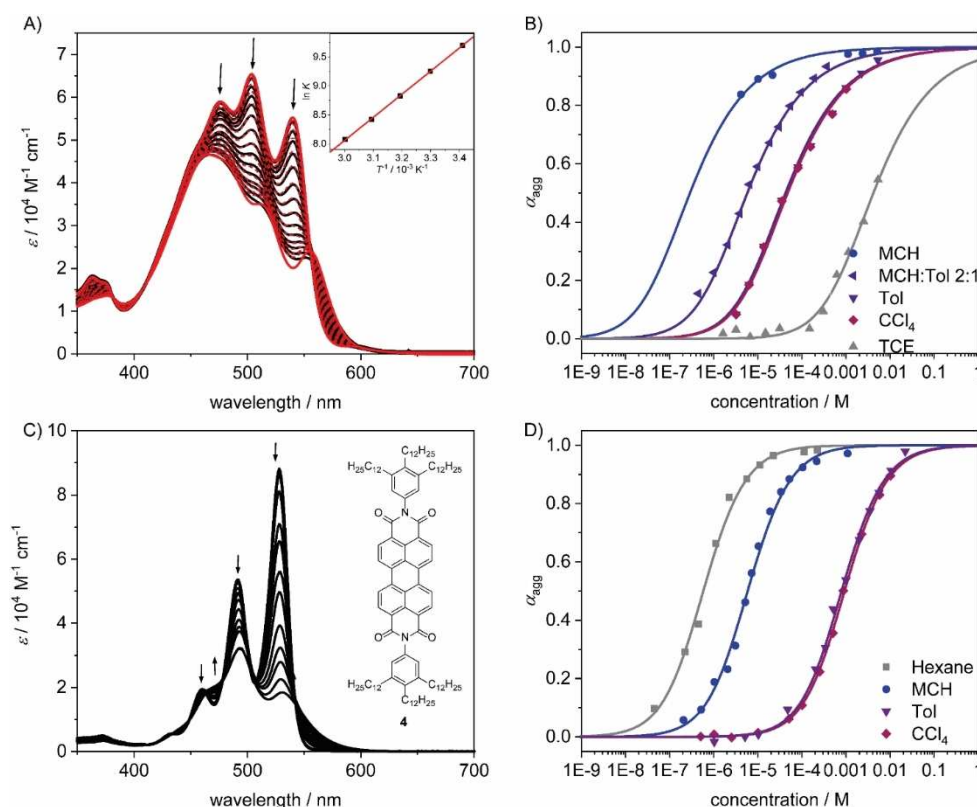 A)
7
6
5
4
3
2
1
0
ε / 10⁴ M⁻¹ cm⁻¹
400 500 600 700
wavelength / nm
9.5
9.0
8.5
8.0
ln K
3.0 3.1 3.2 3.3 3.4
T⁻¹ / 10⁻³ K⁻¹
B)
1.0
0.8
0.6
0.4
0.2
0.0
α_agg
MCH
MCH:Tol 2:1
Tol
CCl₄
TCE
1E-9 1E-8 1E-7 1E-6 1E-5 1E-4 0.001 0.01 0.1
concentration / M
C)
10
8
6
4
2
0
ε / 10⁴ M⁻¹ cm⁻¹
400 500 600 700
wavelength / nm
C₁₂H₂₅
H₂₅C₁₂ C₁₂H₂₅
N
O O
O O
N
H₂₅C₁₂ C₁₂H₂₅
C₁₂H₂₅
4
D)
1.0
0.8
0.6
0.4
0.2
0.0
α_agg
Hexane
MCH
Tol
CCl₄
1E-9 1E-8 1E-7 1E-6 1E-5 1E-4 0.001 0.01 0.1
concentration / M